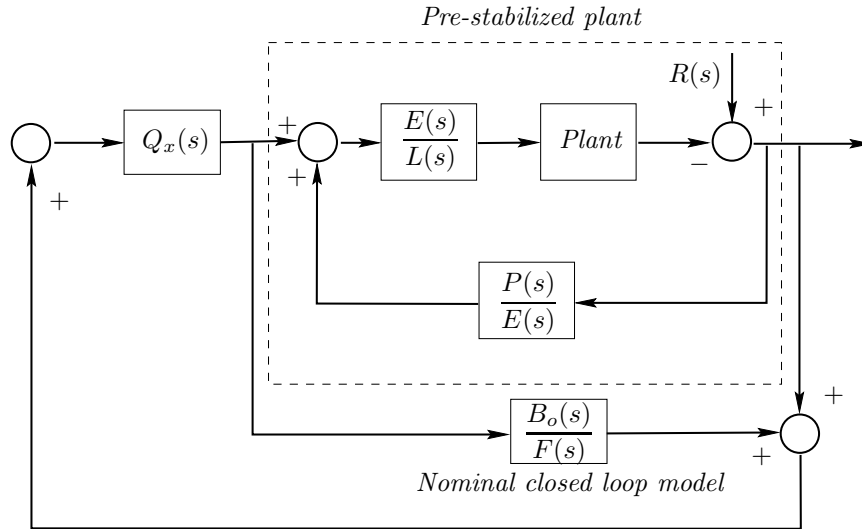 Pre-stabilized plant
R(s)
+
+
Q_x(s)
E(s)
L(s)
Plant
−
+
+
P(s)
E(s)
+
B_o(s)
F(s)
+
Nominal closed loop model